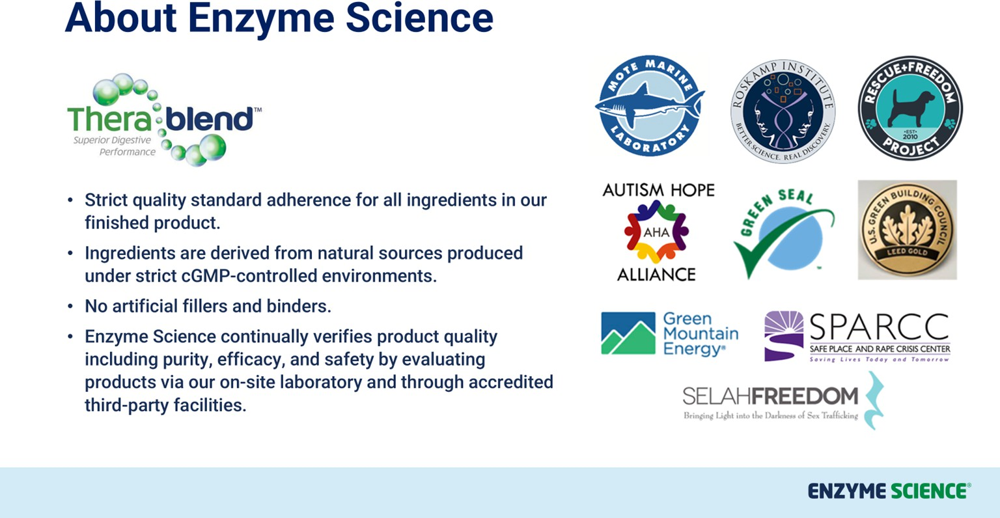 About Enzyme Science
Thera blend™
Superior Digestive
Performance
• Strict quality standard adherence for all ingredients in our
finished product.
• Ingredients are derived from natural sources produced
under strict cGMP-controlled environments.
• No artificial fillers and binders.
• Enzyme Science continually verifies product quality
including purity, efficacy, and safety by evaluating
products via our on-site laboratory and through accredited
third-party facilities.
MOTE MARINE
LABORATORY
ROSKAMP INSTITUTE
BETTER SCIENCE. REAL DISCOVERY.
RESCUE+FREEDOM
•EST•
2010
PROJECT
AUTISM HOPE
AHA
ALLIANCE
GREEN SEAL
™
U.S. GREEN BUILDING COUNCIL
LEED GOLD
Green
Mountain
Energy®
SPARCC
SAFE PLACE AND RAPE CRISIS CENTER
Saving Lives Today and Tomorrow
SELAHFREEDOM
Bringing Light into the Darkness of Sex Trafficking
ENZYME SCIENCE®